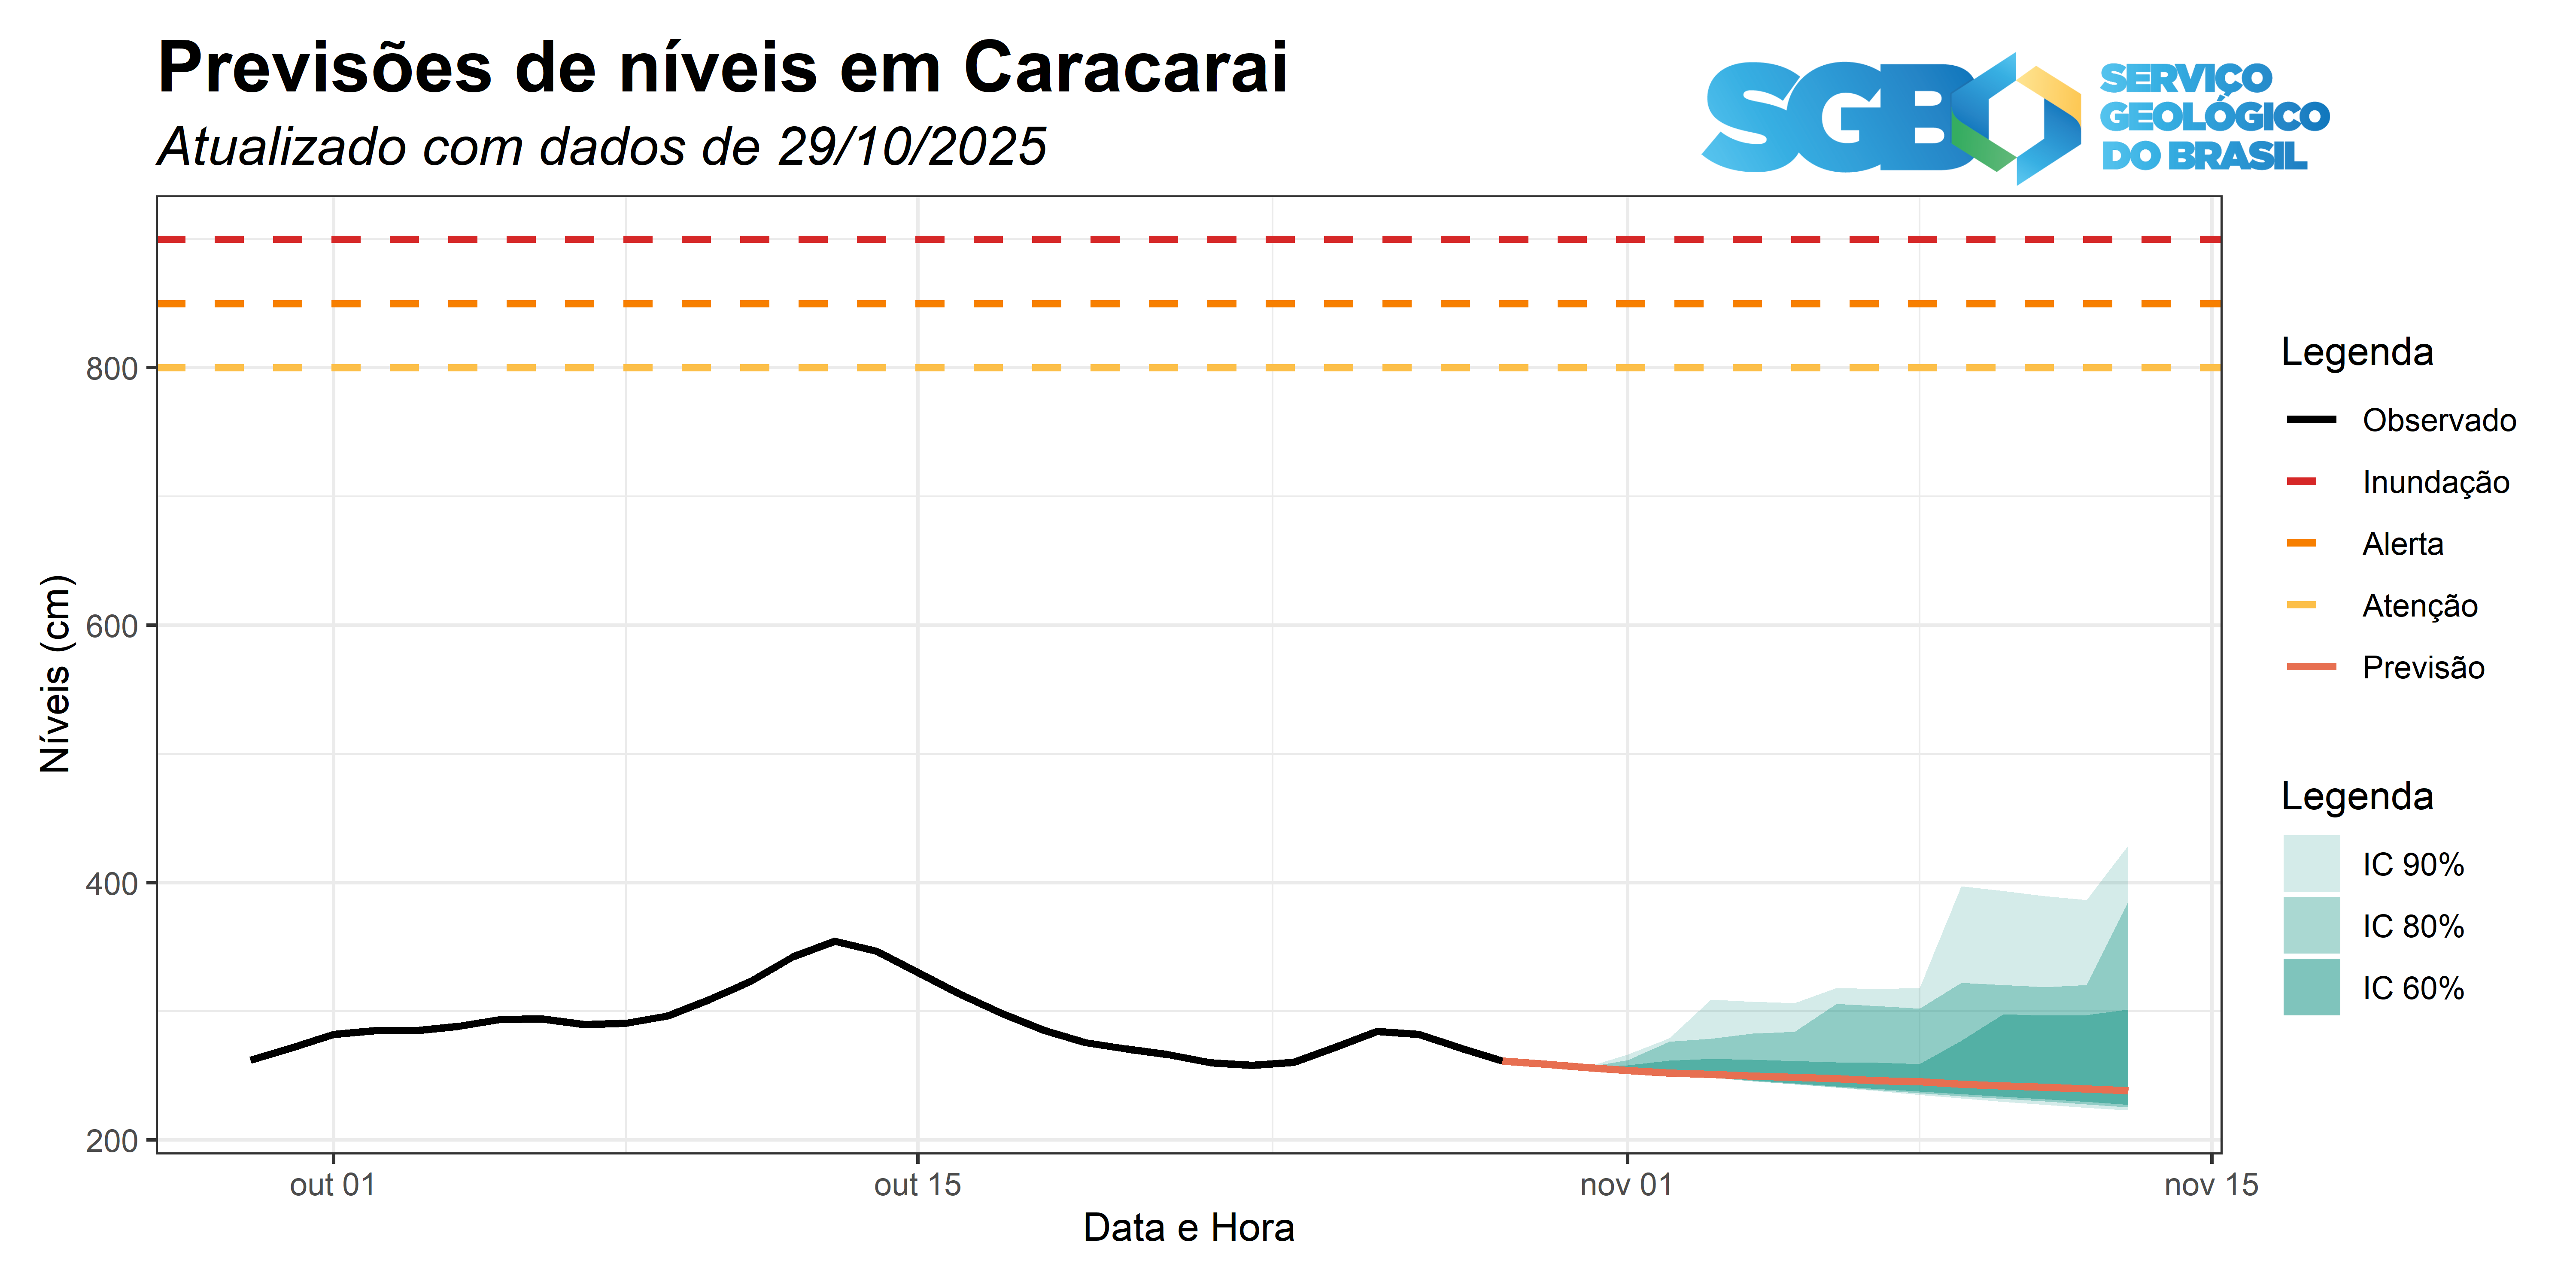 Previsões de níveis em Caracarai
Atualizado com dados de 29/10/2025
SGB
SERVIÇO
GEOLÓGICO
DO BRASIL
Níveis (cm)
800
600
400
200
out 01
out 15
nov 01
nov 15
Data e Hora
Legenda
Observado
Inundação
Alerta
Atenção
Previsão
Legenda
IC 90%
IC 80%
IC 60%